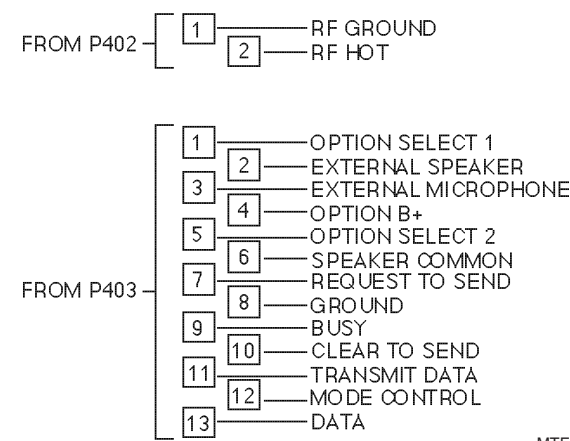 FROM P402
1 RF GROUND
2 RF HOT
FROM P403
1 OPTION SELECT 1
2 EXTERNAL SPEAKER
3 EXTERNAL MICROPHONE
4 OPTION B+
5 OPTION SELECT 2
6 SPEAKER COMMON
7 REQUEST TO SEND
8 GROUND
9 BUSY
10 CLEAR TO SEND
11 TRANSMIT DATA
12 MODE CONTROL
13 DATA